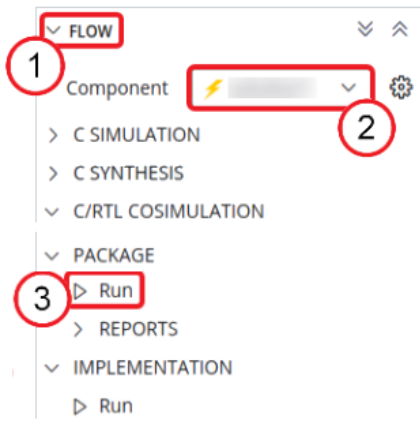 FLOW
1
Component
2
C SIMULATION
C SYNTHESIS
C/RTL COSIMULATION
PACKAGE
3
Run
REPORTS
IMPLEMENTATION
Run